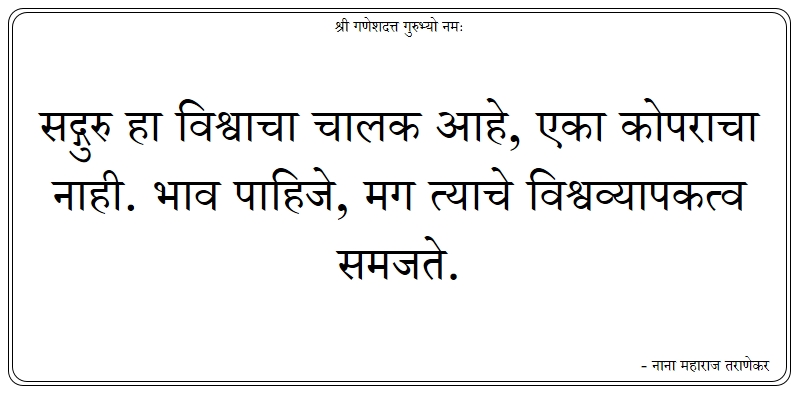 श्री गणेशदत्त गुरुभ्यो नमः
सद्गुरु हा विश्वाचा चालक आहे, एका कोपराचा
नाही. भाव पाहिजे, मग त्याचे विश्वव्यापकत्व
समजते.
- नाना महाराज तराणेकर